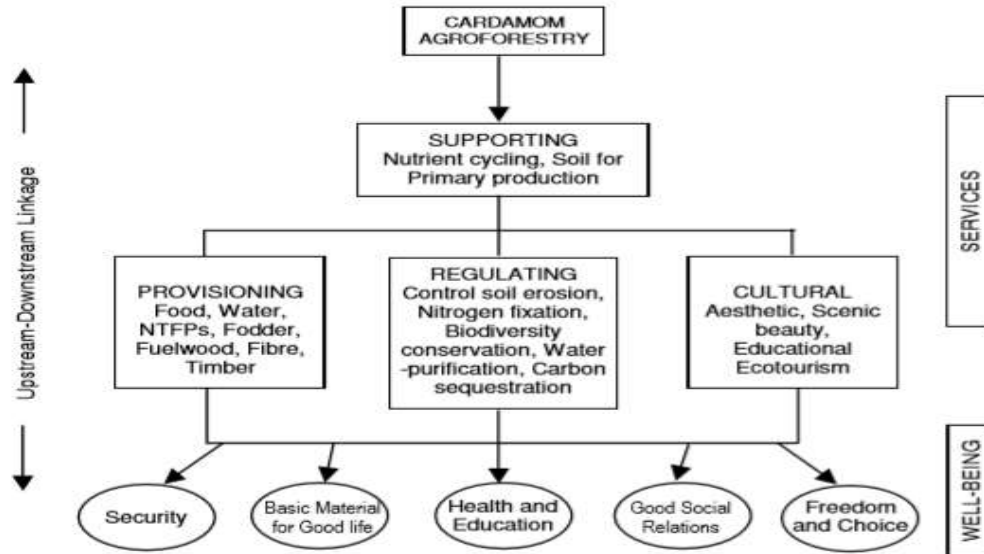 CARDAMOM
AGROFORESTRY
SUPPORTING
Nutrient cycling, Soil for
Primary production
PROVISIONING
Food, Water,
NTFPs, Fodder,
Fuelwood, Fibre,
Timber
REGULATING
Control soil erosion,
Nitrogen fixation,
Biodiversity
conservation, Water
-purification, Carbon
sequestration
CULTURAL
Aesthetic, Scenic
beauty,
Educational
Ecotourism
Security
Basic Material
for Good life
Health and
Education
Good Social
Relations
Freedom
and Choice
Upstream-Downstream Linkage
SERVICES
WELL-BEING